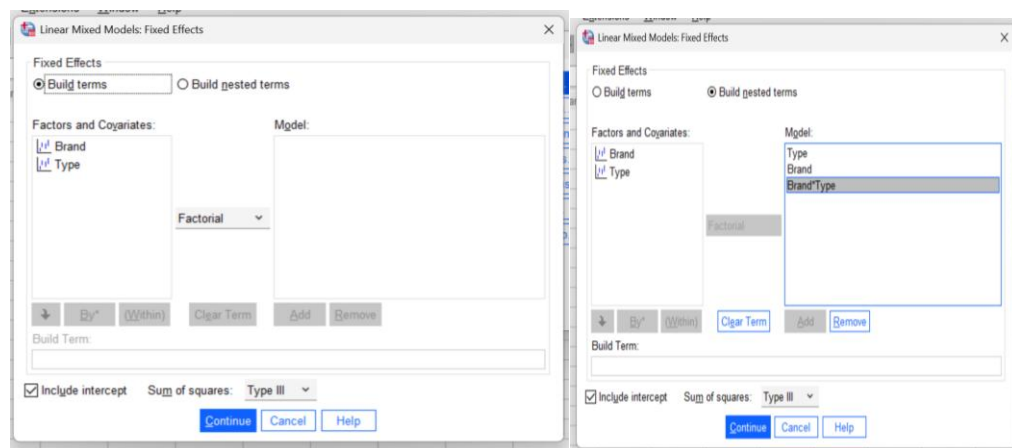 Linear Mixed Models: Fixed Effects
Fixed Effects
Build terms Build nested terms
Factors and Covariates: Model:
Brand
Type
Factorial
By* (Within) Clear Term Add Remove
Build Term:
Include intercept Sum of squares: Type III
Continue Cancel Help
Linear Mixed Models: Fixed Effects
Fixed Effects
Build terms Build nested terms
Factors and Covariates: Model:
Brand Type
Type Brand
Brand*Type
Factorial
By* (Within) Clear Term Add Remove
Build Term:
Include intercept Sum of squares: Type III
Continue Cancel Help